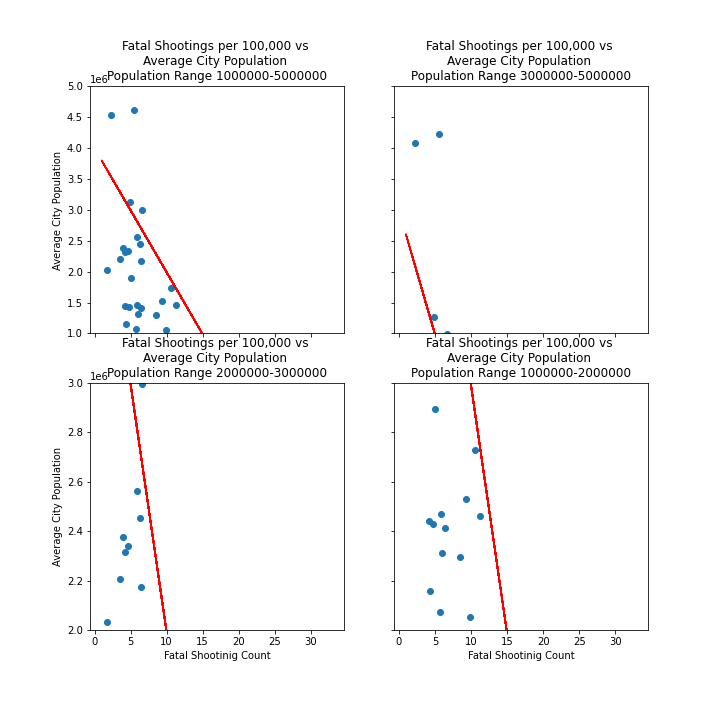 Fatal Shootings per 100,000 vs
Average City Population
Population Range 1000000-5000000
Fatal Shootings per 100,000 vs
Average City Population
Population Range 3000000-5000000
1e6
5.0
4.5
4.0
3.5
3.0
2.5
2.0
1.5
1.0
Average City Population
Fatal Shootings per 100,000 vs
Average City Population
Population Range 2000000-3000000
Fatal Shootings per 100,000 vs
Average City Population
Population Range 1000000-2000000
1e6
3.0
2.8
2.6
2.4
2.2
2.0
Average City Population
0 5 10 15 20 25 30
Fatal Shootinig Count
0 5 10 15 20 25 30
Fatal Shootinig Count